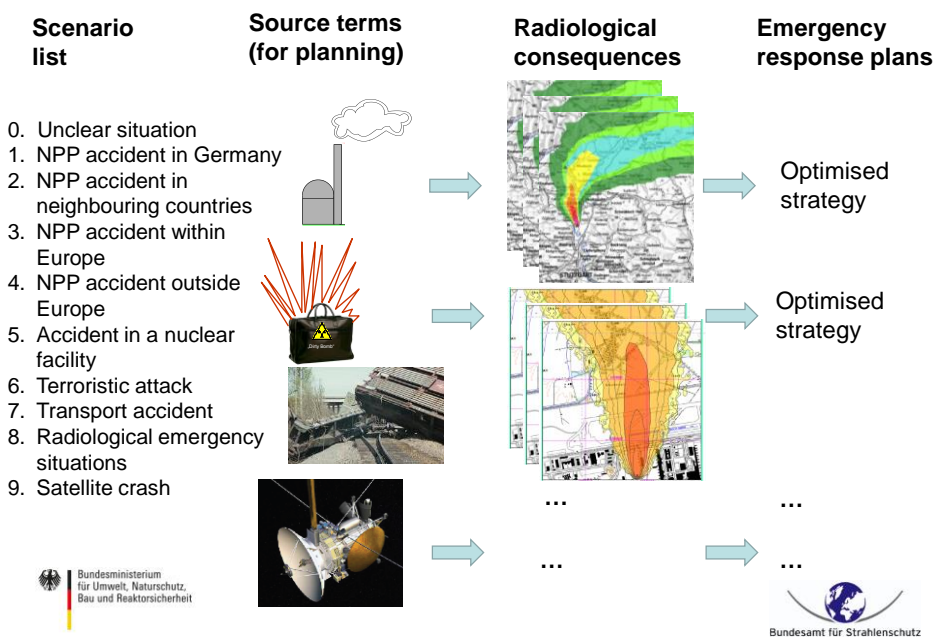 Scenario
list
Source terms
(for planning)
Radiological
consequences
Emergency
response plans
0. Unclear situation
1. NPP accident in Germany
2. NPP accident in
neighbouring countries
3. NPP accident within
Europe
4. NPP accident outside
Europe
5. Accident in a nuclear
facility
6. Terroristic attack
7. Transport accident
8. Radiological emergency
situations
9. Satellite crash
„Dirty Bomb“
STUTTGART
Optimised
strategy
Optimised
strategy
...
...
...
...
Bundesministerium
für Umwelt, Naturschutz,
Bau und Reaktorsicherheit
Bundesamt für Strahlenschutz